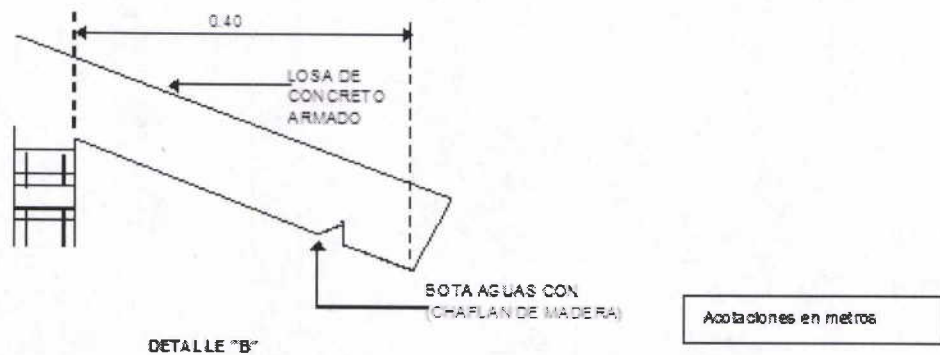 0.40
LOSA DE
CONCRETO
ARMADO
BOTA AGUAS CON
(CHAFLAN DE MADERA)
Acotaciones en metros
DETALLE "B"